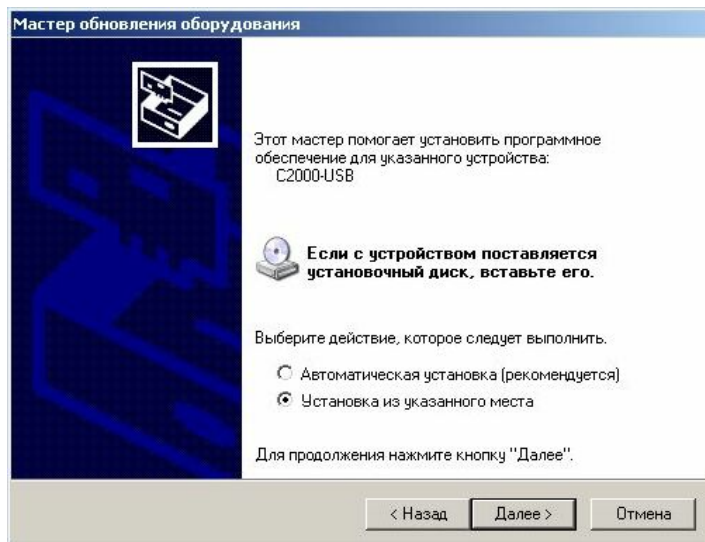 Мастер обновления оборудования
Этот мастер помогает установить программное
обеспечение для указанного устройства:
C2000-USB
Если с устройством поставляется
установочный диск, вставьте его.
Выберите действие, которое следует выполнить.
Автоматическая установка (рекомендуется)
Установка из указанного места
Для продолжения нажмите кнопку "Далее".
< Назад
Далее >
Отмена